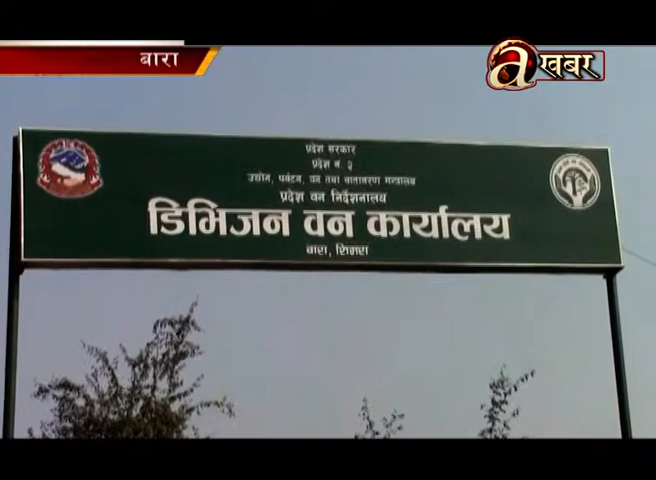 बारा
a खबर
प्रदेश सरकार
प्रदेश नं. २
उद्योग, पर्यटन, वन तथा वातावरण मन्त्रालय
प्रदेश वन निर्देशनालय
डिभिजन वन कार्यालय
बारा, सिमरा